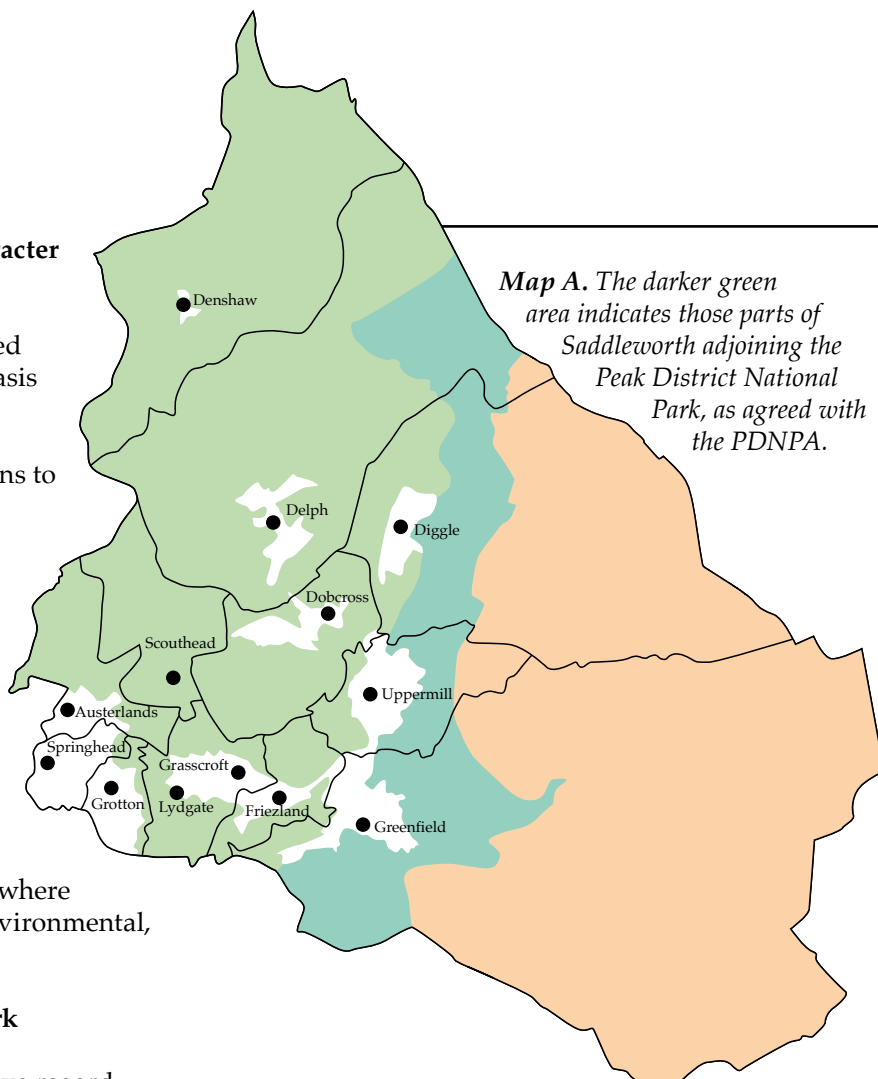 acter
ed
asis
ns to
where
vironmental,
rk
Map A. The darker green
area indicates those parts of
Saddleworth adjoining the
Peak District National
Park, as agreed with
the PDNPA.
Denshaw
Delph
Diggle
Dobcross
Scouthead
Uppermill
Austerlands
Springhead
Grasscroft
Grotton
Lydgate
Friezland
Greenfield